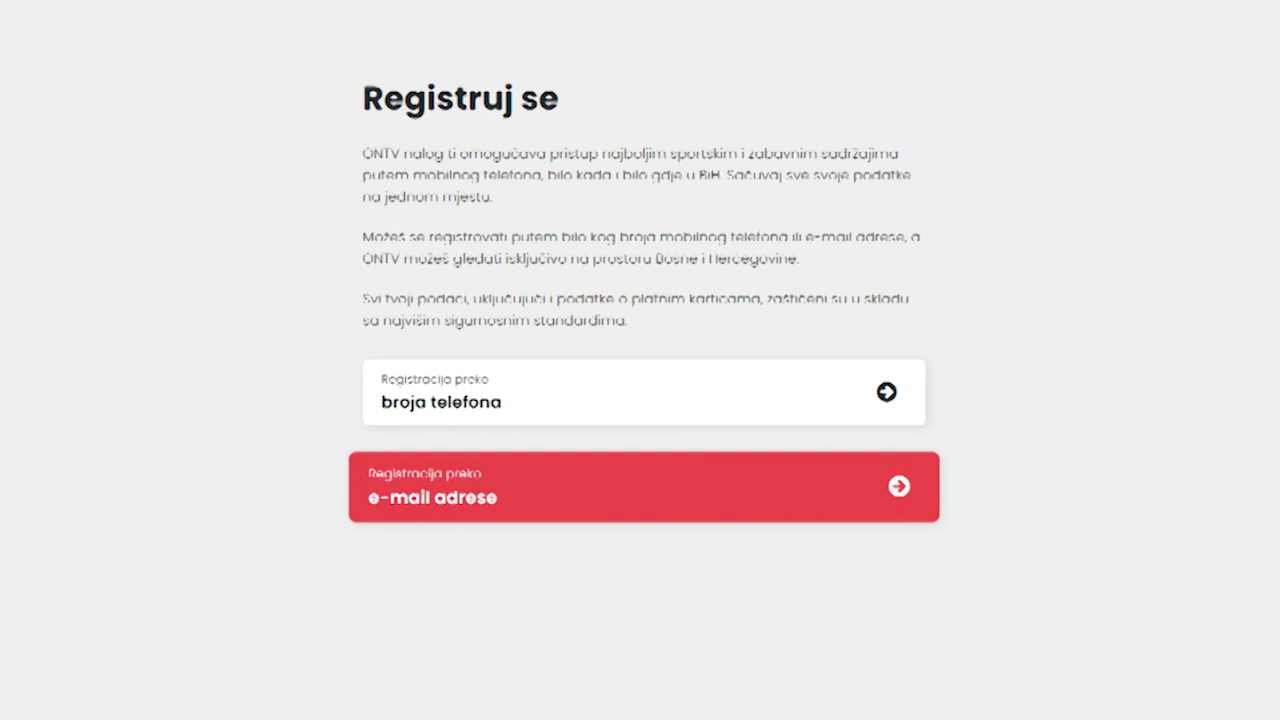 Registruj se
ONTV nalog ti omogućava pristup najboljim sportskim i zabavnim sadržajima
putem mobilnog telefona, bilo kada i bilo gdje u BiH. Sačuvaj sve svoje podatke
na jednom mjestu.
Možeš se registrovati putem bilo kog broja mobilnog telefona ili e-mail adrese, a
ONTV možeš gledati isključivo na prostoru Bosne i Hercegovine.
Svi tvoji podaci, uključujući i podatke o platnim karticama, zaštićeni su u skladu
sa najvišim sigurnosnim standardima.
Registracija preko
broja telefona
Registracija preko
e-mail adrese